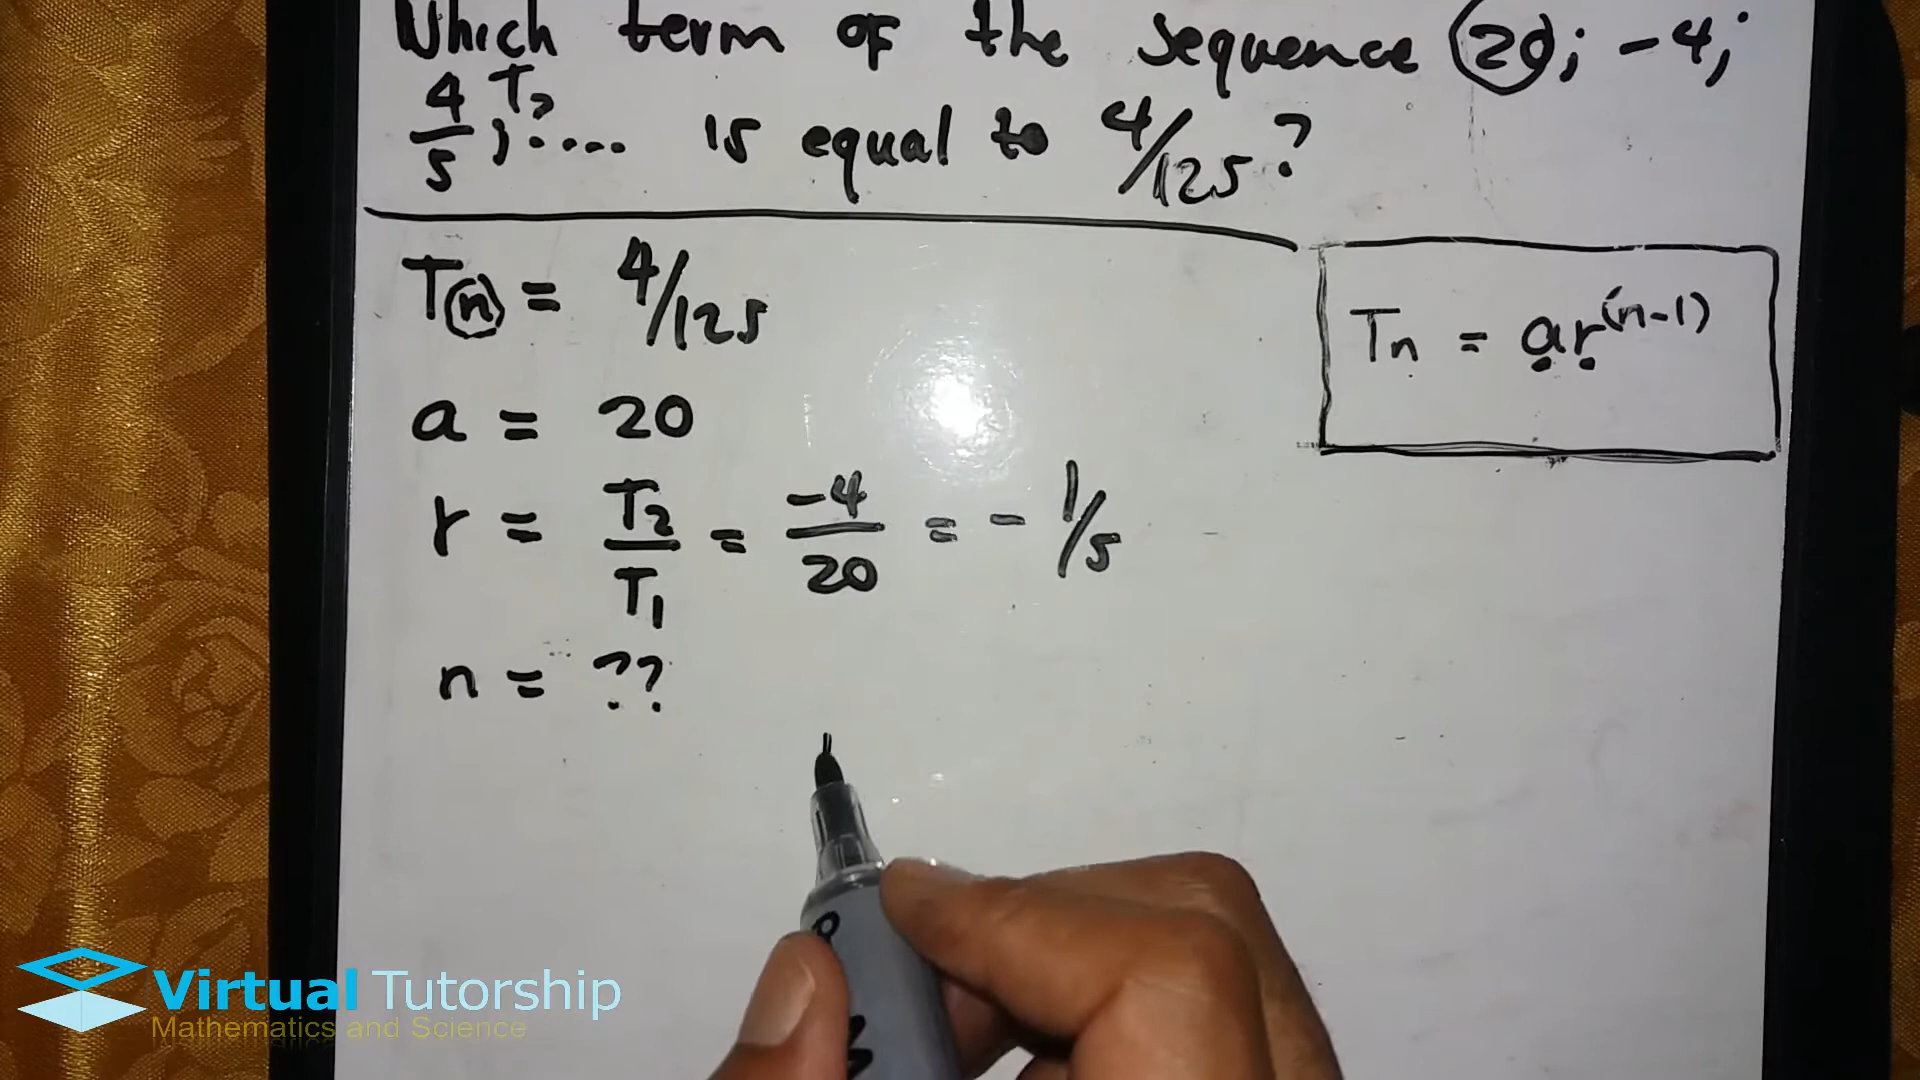 Which term of the sequence 20; -4;
4/5; T? .... is equal to 4/125?
Tn = 4/125
Tn = ar^(n-1)
a = 20
r = T2/T1 = -4/20 = - 1/5
n = ??
Virtual Tutorship
Mathematics and Science